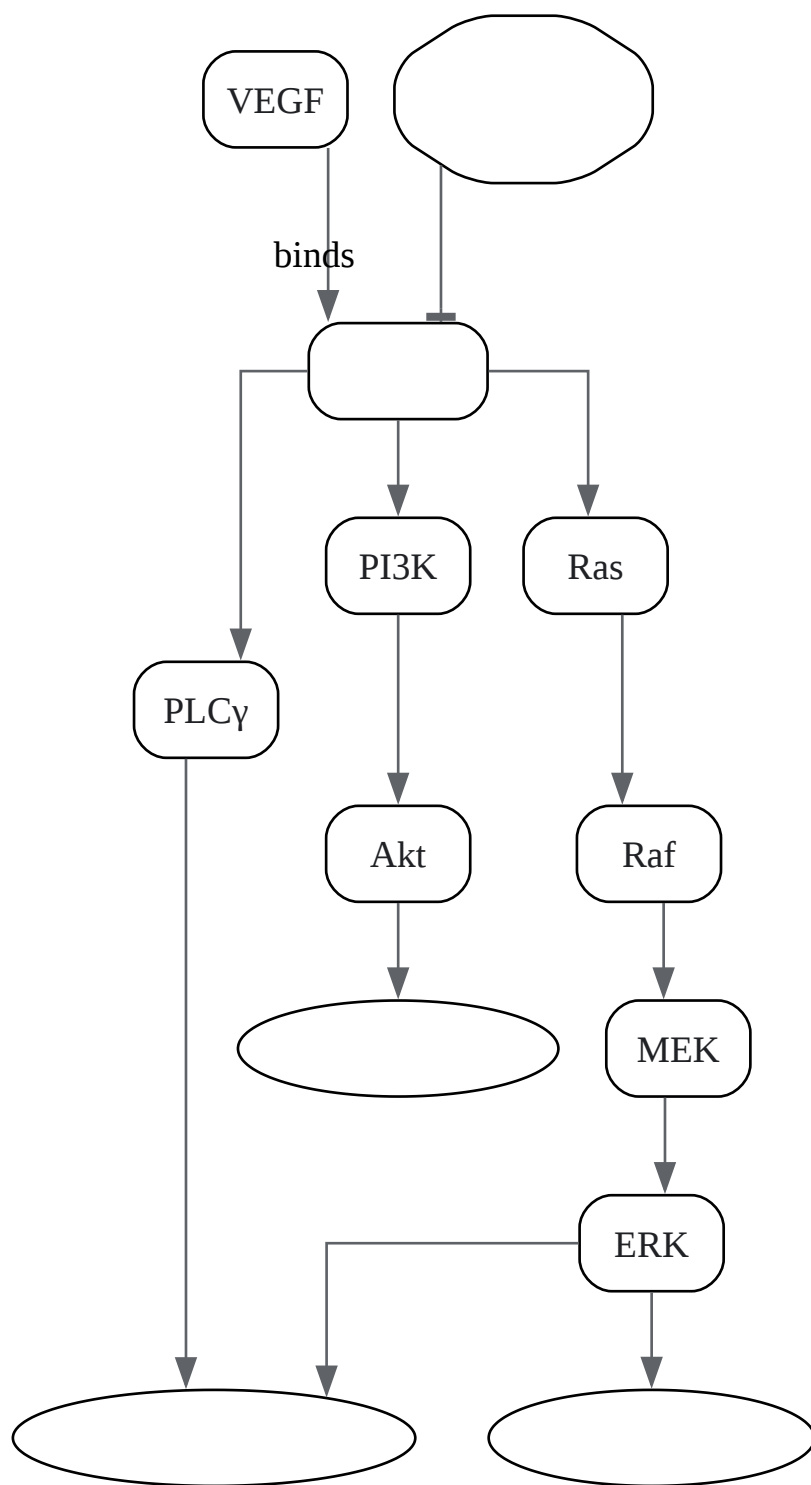 VEGF
binds
PI3K
Ras
PLCγ
Akt
Raf
MEK
ERK